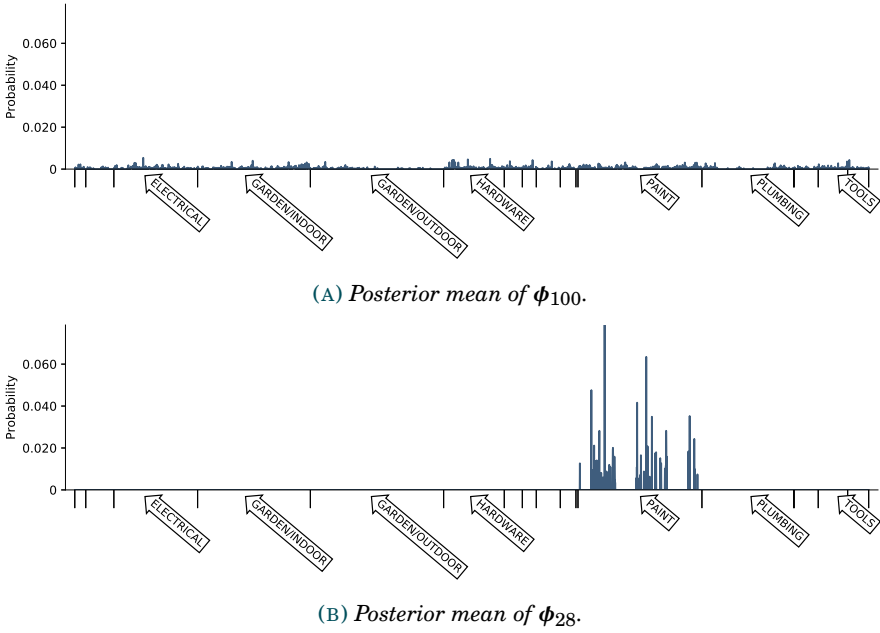 Probability
0.060
0.040
0.020
0
ELECTRICAL
GARDEN/INDOOR
GARDEN/OUTDOOR
HARDWARE
PAINT
PLUMBING
TOOLS
(A) Posterior mean of ϕ100.
Probability
0.060
0.040
0.020
0
ELECTRICAL
GARDEN/INDOOR
GARDEN/OUTDOOR
HARDWARE
PAINT
PLUMBING
TOOLS
(B) Posterior mean of ϕ28.